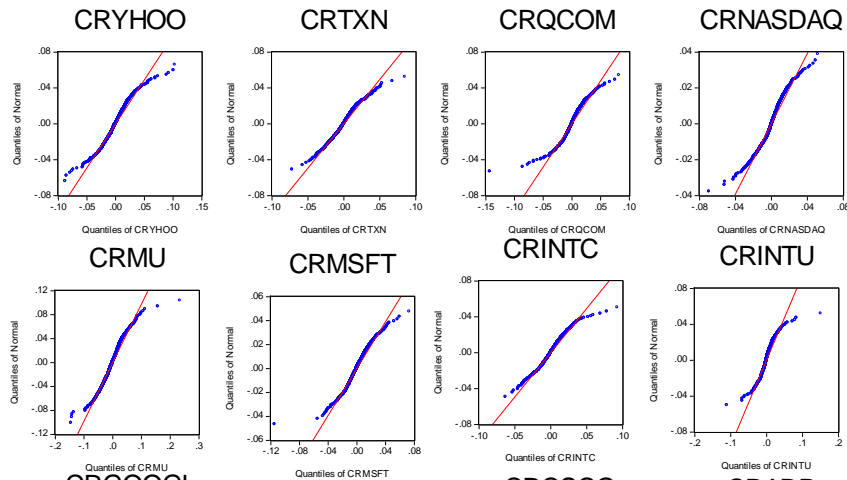 CRYHOO CRTXN CRQCOM CRNASDAQ
.08 .04 .00 -.04 -.08
Quantiles of Normal
-.10 -.05 .00 .05 .10 .15
Quantiles of CRYHOO
.08 .04 .00 -.04 -.08
Quantiles of Normal
-.10 -.05 .00 .05 .10
Quantiles of CRTXN
.08 .04 .00 -.04 -.08
Quantiles of Normal
-.15 -.10 -.05 .00 .05 .10
Quantiles of CRQCOM
.04 .02 .00 -.02 -.04
Quantiles of Normal
-.08 -.04 .00 .04 .08
Quantiles of CRNASDAQ
CRMU CRMSFT CRINTC CRINTU
.12 .08 .04 .00 -.04 -.08 -.12
Quantiles of Normal
-.2 -.1 .0 .1 .2 .3
Quantiles of CRMU
.06 .04 .02 .00 -.02 -.04 -.06
Quantiles of Normal
-.12 -.08 -.04 .00 .04 .08
Quantiles of CRMSFT
.08 .04 .00 -.04 -.08
Quantiles of Normal
-.10 -.05 .00 .05 .10
Quantiles of CRINTC
.08 .04 .00 -.04 -.08
Quantiles of Normal
-.2 -.1 .0 .1 .2
Quantiles of CRINTU